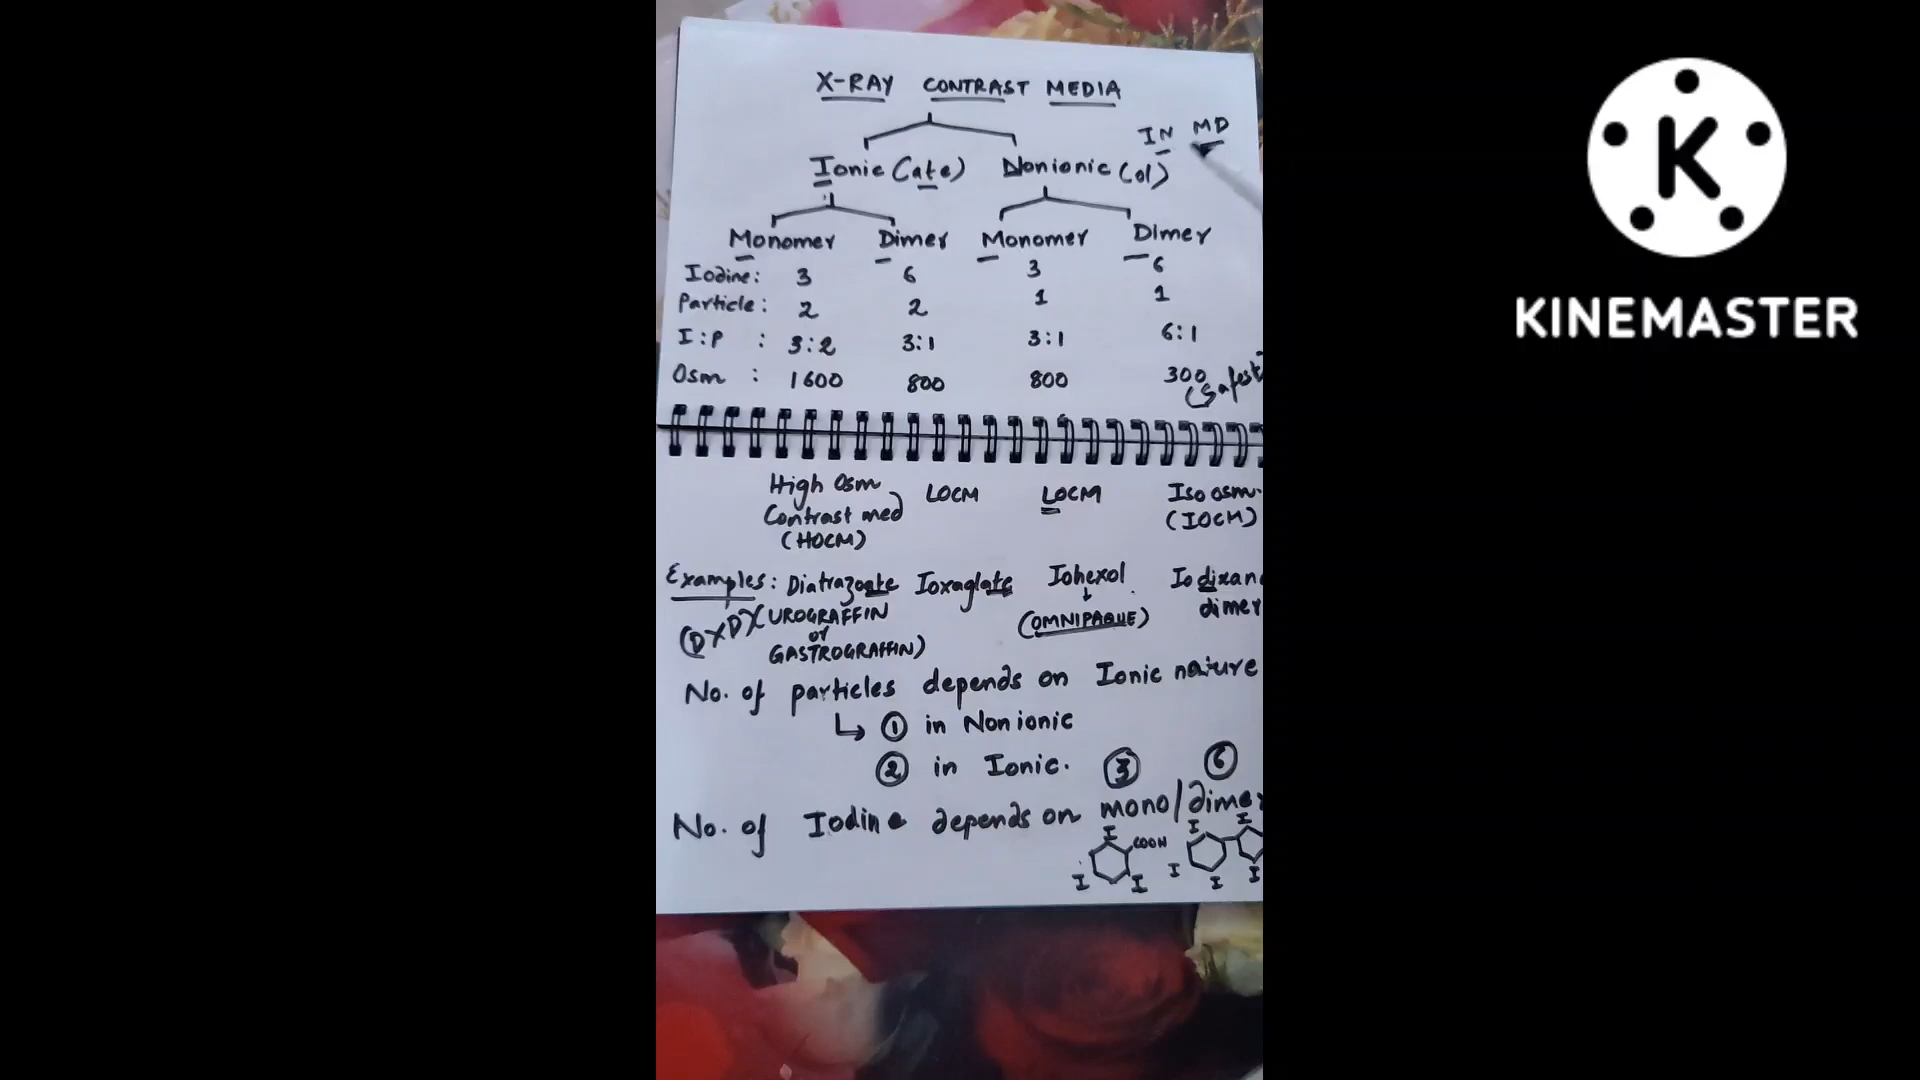 X-RAY CONTRAST MEDIA
IN MD
Ionic (ate) Nonionic (ol)
Monomer Dimer Monomer Dimer
Iodine: 3 6 3 6
Particle: 2 2 1 1
I:P : 3:2 3:1 3:1 6:1
Osm : 1600 800 800 300
Safest
High Osm LOCM LOCM Iso osm.
Contrast med (IOCM)
(HOCM)
Examples: Diatrazoate Ioxaglate Iohexol Iodixan
UROGRAFFIN (OMNIPAQUE) dimer
or
GASTROGRAFFIN)
No. of particles depends on Ionic nature
① in Nonionic
② in Ionic.
③ ⑥
No. of Iodine depends on mono/dimer
I I I
COOH
I I I I I
KINEMASTER